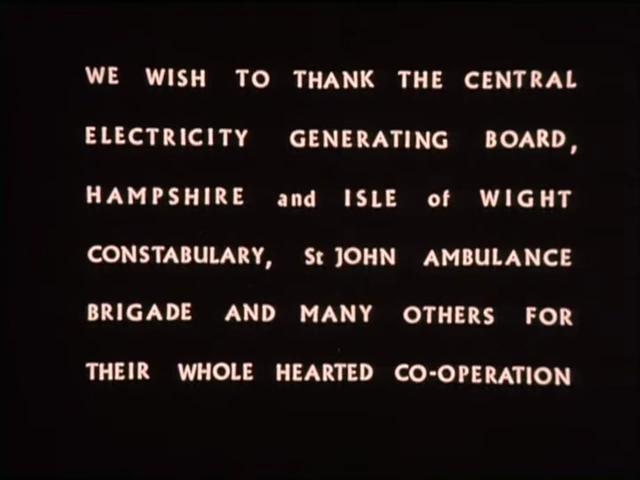 WE WISH TO THANK THE CENTRAL
ELECTRICITY GENERATING BOARD,
HAMPSHIRE and ISLE of WIGHT
CONSTABULARY, St JOHN AMBULANCE
BRIGADE AND MANY OTHERS FOR
THEIR WHOLE HEARTED CO-OPERATION